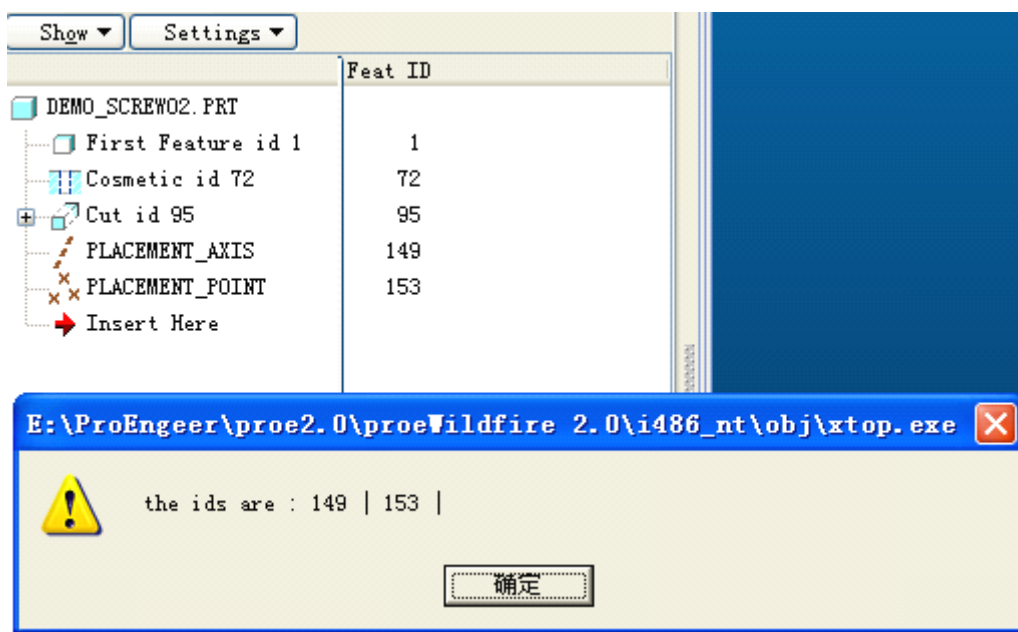 Show ▼ Settings ▼
Feat ID
DEMO_SCREW02.PRT
First Feature id 1 1
Cosmetic id 72 72
Cut id 95 95
PLACEMENT_AXIS 149
PLACEMENT_POINT 153
Insert Here
E:\ProEngeer\proe2.0\proeWildfire 2.0\i486_nt\obj\xtop.exe
the ids are : 149 | 153 |
确定